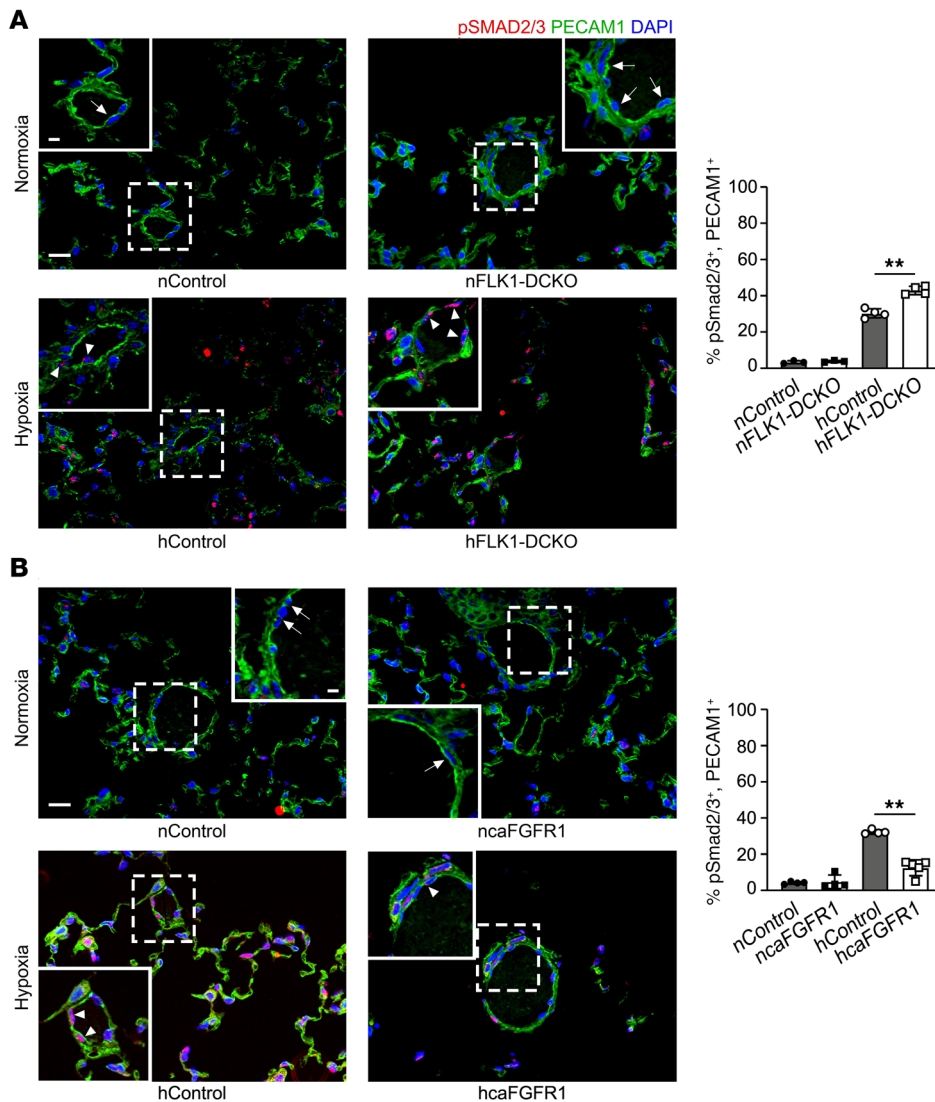 A
pSMAD2/3 PECAM1 DAPI
Normoxia
nControl
nFLK1-DCKO
Hypoxia
hControl
hFLK1-DCKO
% pSmad2/3⁺, PECAM1⁺
100
80
60
40
20
0
**
nControl
nFLK1-DCKO
hControl
hFLK1-DCKO
B
Normoxia
nControl
ncaFGFR1
Hypoxia
hControl
hcaFGFR1
% pSmad2/3⁺, PECAM1⁺
100
80
60
40
20
0
**
nControl
ncaFGFR1
hControl
hcaFGFR1